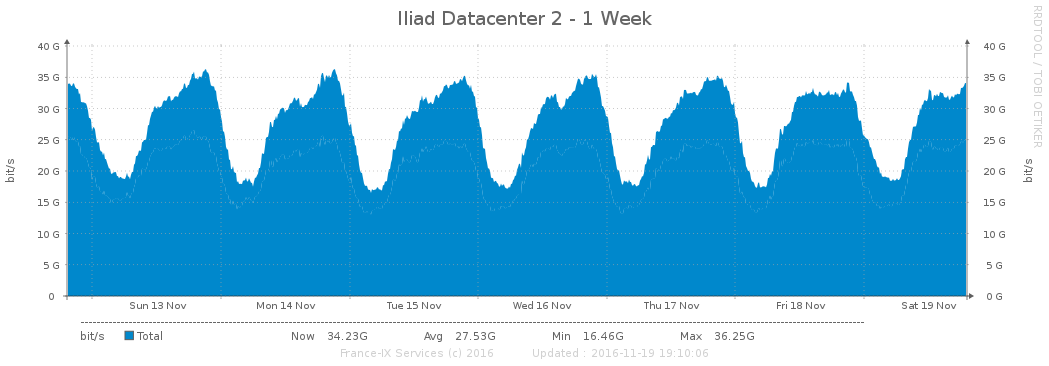 Iliad Datacenter 2 - 1 Week
RRDTOOL / TOBI OETIKER
40 G 40 G
35 G 35 G
30 G 30 G
25 G 25 G
20 G 20 G
15 G 15 G
10 G 10 G
5 G 5 G
0 0 G
bit/s bit/s
Sun 13 Nov Mon 14 Nov Tue 15 Nov Wed 16 Nov Thu 17 Nov Fri 18 Nov Sat 19 Nov
bit/s Total Now 34.23G Avg 27.53G Min 16.46G Max 36.25G
France-IX Services (c) 2016 Updated : 2016-11-19 19:10:06